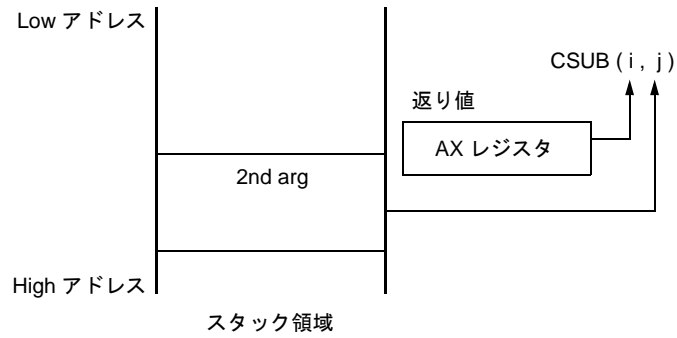 Low アドレス
CSUB ( i , j )
返り値
AX レジスタ
2nd arg
High アドレス
スタック領域